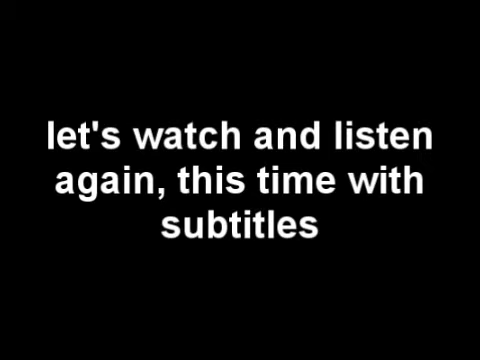 let's watch and listen
again, this time with
subtitles